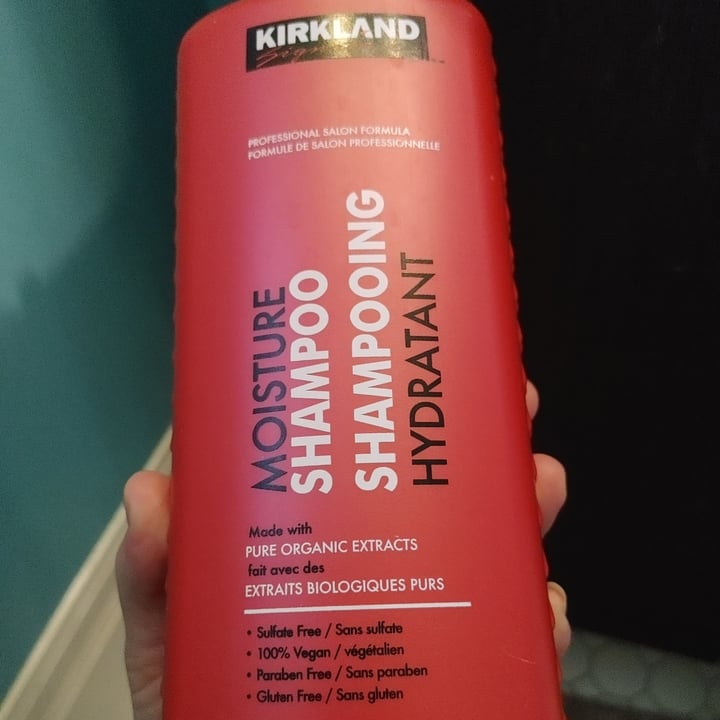 KIRKLAND
Signature
PROFESSIONAL SALON FORMULA
FORMULE DE SALON PROFESSIONNELLE
MOISTURE
SHAMPOO
SHAMPOOING
HYDRATANT
Made with
PURE ORGANIC EXTRACTS
fait avec des
EXTRAITS BIOLOGIQUES PURS
• Sulfate Free / Sans sulfate
• 100% Vegan / végétalien
• Paraben Free / Sans paraben
• Gluten Free / Sans gluten